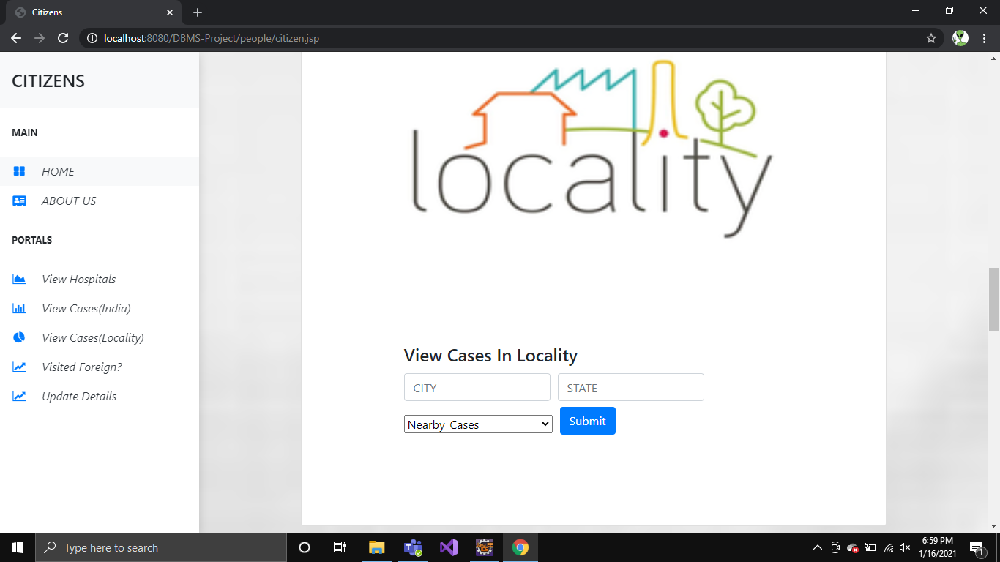 Citizens
localhost:8080/DBMS-Project/people/citizen.jsp
CITIZENS
MAIN
HOME
ABOUT US
PORTALS
View Hospitals
View Cases(India)
View Cases(Locality)
Visited Foreign?
Update Details
locality
View Cases In Locality
CITY STATE
Nearby_Cases Submit
Type here to search
6:59 PM
1/16/2021
1